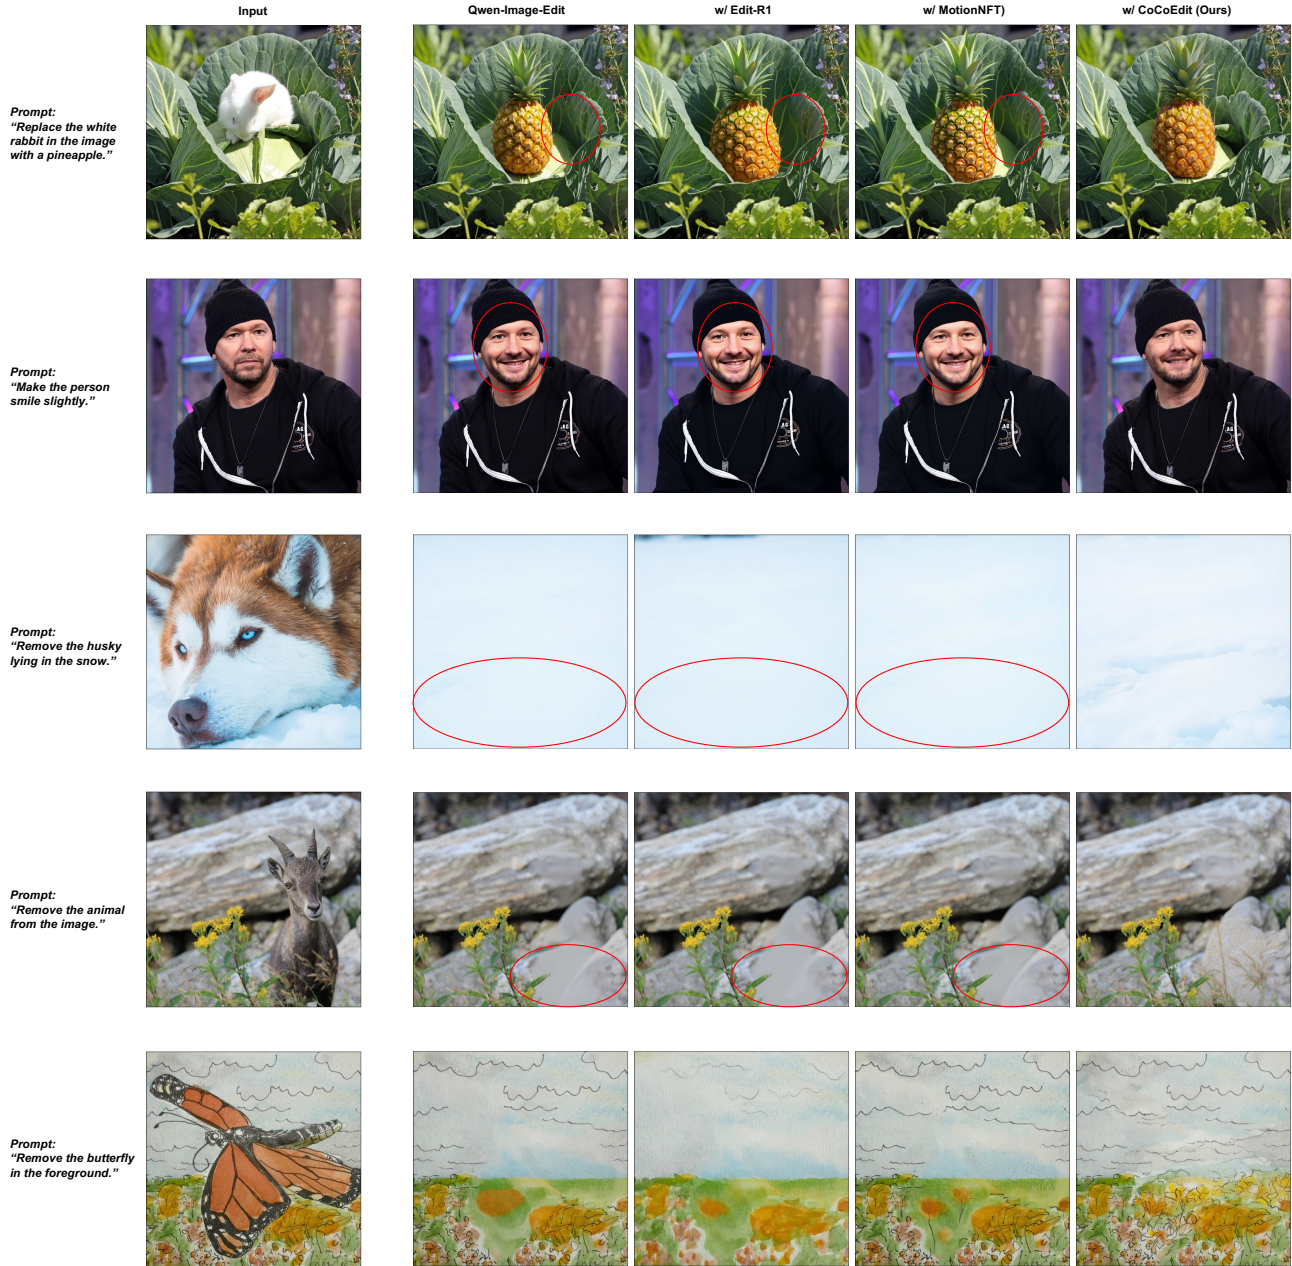 Input
Qwen-Image-Edit
w/ Edit-R1
w/ MotionNFT)
w/ CoCoEdit (Ours)
Prompt:
“Replace the white
rabbit in the image
with a pineapple.”
Prompt:
“Make the person
smile slightly.”
Prompt:
“Remove the husky
lying in the snow.”
Prompt:
“Remove the animal
from the image.”
Prompt:
“Remove the butterfly
in the foreground.”